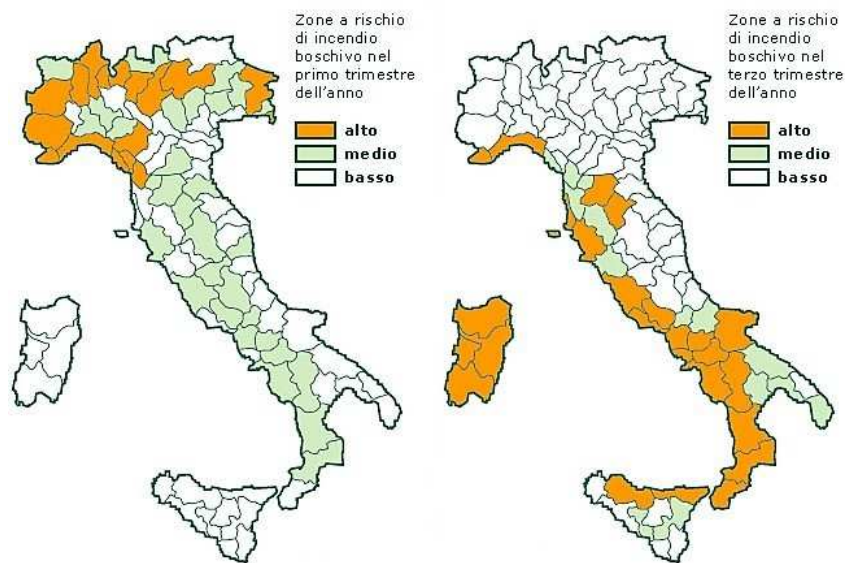 Zone a rischio
di incendio
boschivo nel
primo trimestre
dell'anno
alto
medio
basso
Zone a rischio
di incendio
boschivo nel
terzo trimestre
dell'anno
alto
medio
basso